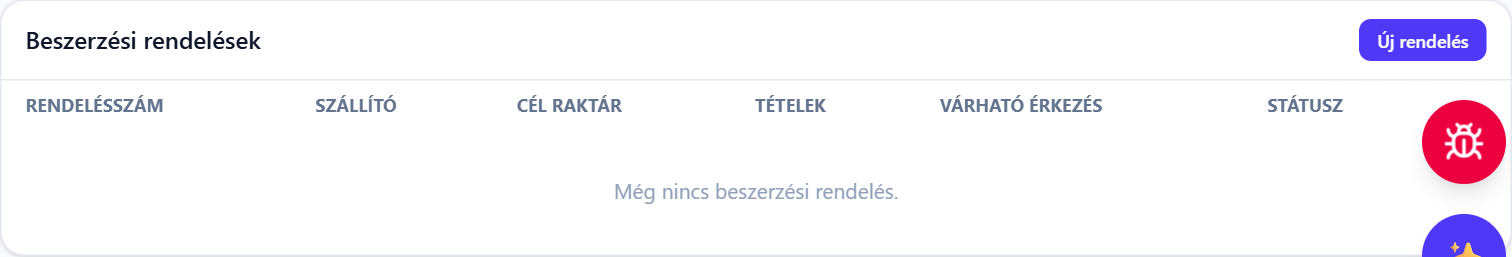 Beszerzési rendelések
Új rendelés
RENDELÉSSZÁM SZÁLLÍTÓ CÉL RAKTÁR TÉTELEK VÁRHATÓ ÉRKEZÉS STÁTUSZ
Még nincs beszerzési rendelés.